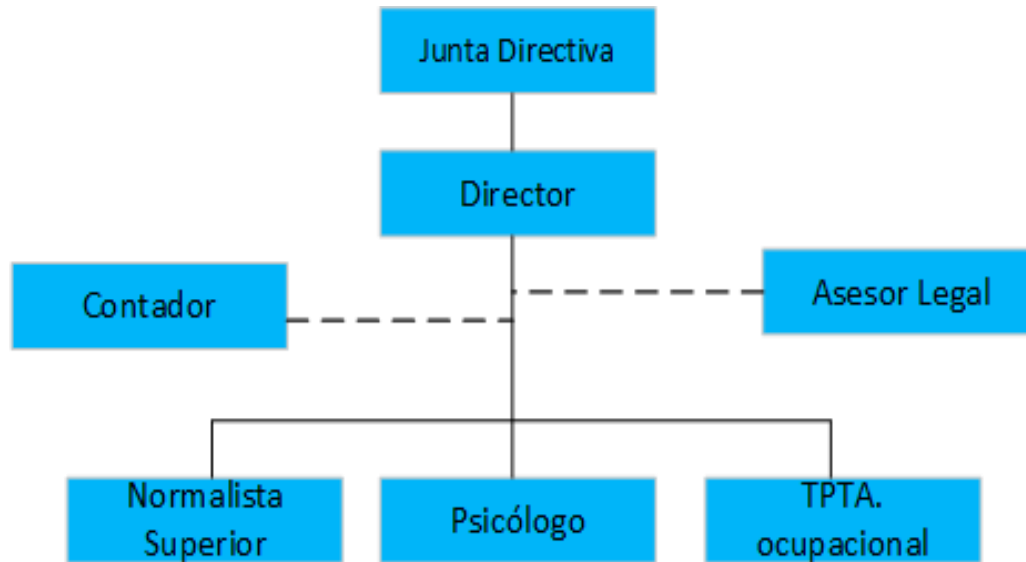 Junta Directiva
Director
Contador
Asesor Legal
Normalista
Superior
Psicólogo
TPTA.
ocupacional